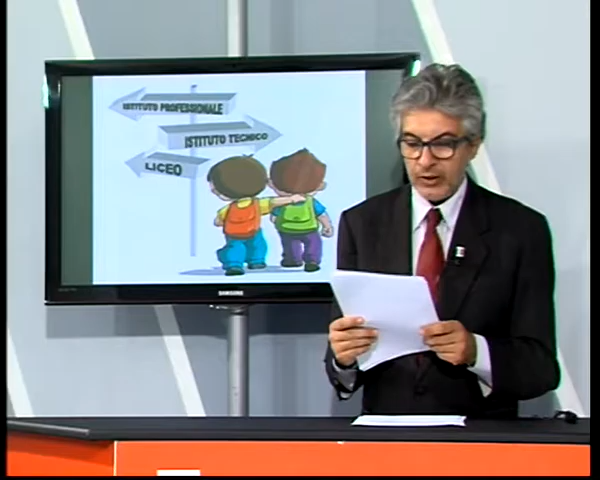 ISTITUTO PROFESSIONALE
ISTITUTO TECNICO
LICEO
SAMSUNG